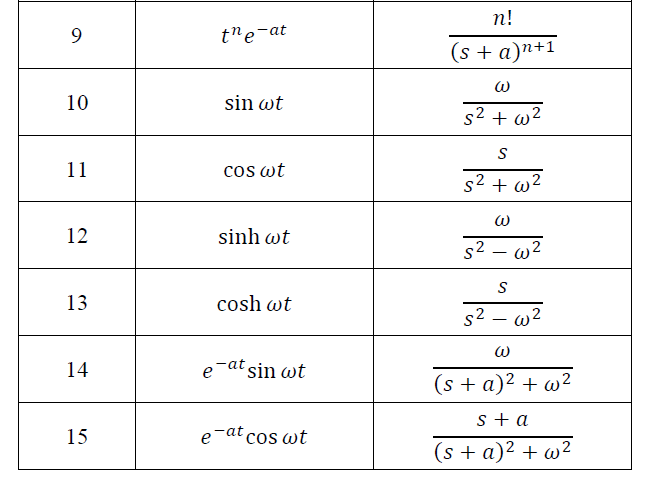 9 tⁿe⁻ᵃᵗ n!/(s + a)ⁿ⁺¹
10 sin ωt ω/(s² + ω²)
11 cos ωt s/(s² + ω²)
12 sinh ωt ω/(s² − ω²)
13 cosh ωt s/(s² − ω²)
14 e⁻ᵃᵗ sin ωt ω/((s + a)² + ω²)
15 e⁻ᵃᵗ cos ωt (s + a)/((s + a)² + ω²)